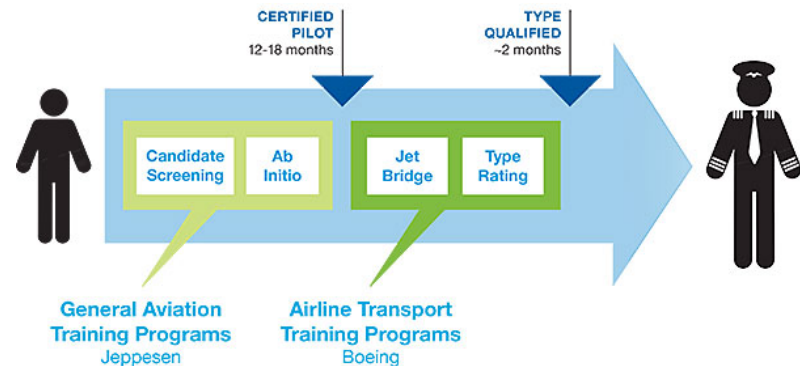 CERTIFIED
PILOT
12-18 months
TYPE
QUALIFIED
~2 months
Candidate
Screening
Ab
Initio
Jet
Bridge
Type
Rating
General Aviation
Training Programs
Jeppesen
Airline Transport
Training Programs
Boeing